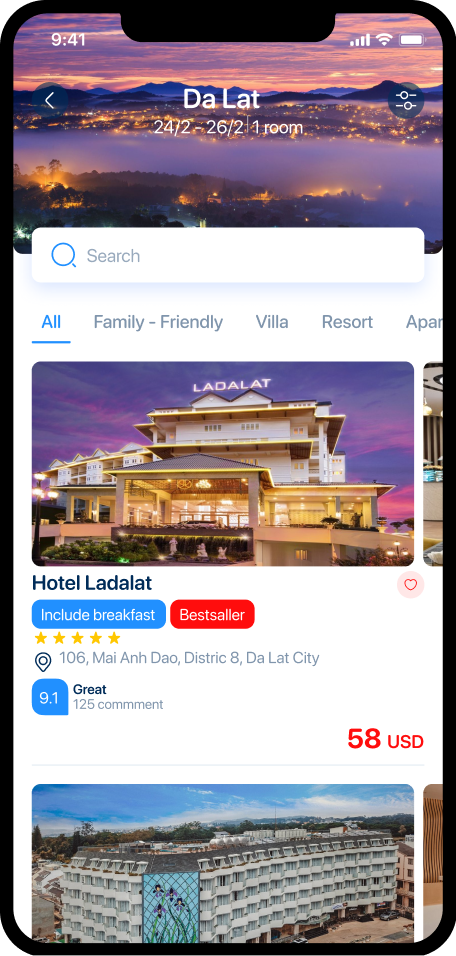 9:41
Da Lat
24/2 - 26/2 1 room
Search
All Family - Friendly Villa Resort Apar
LADALAT
Hotel Ladalat
Include breakfast Bestsaller
106, Mai Anh Dao, Distric 8, Da Lat City
9.1 Great
125 commment
58 USD